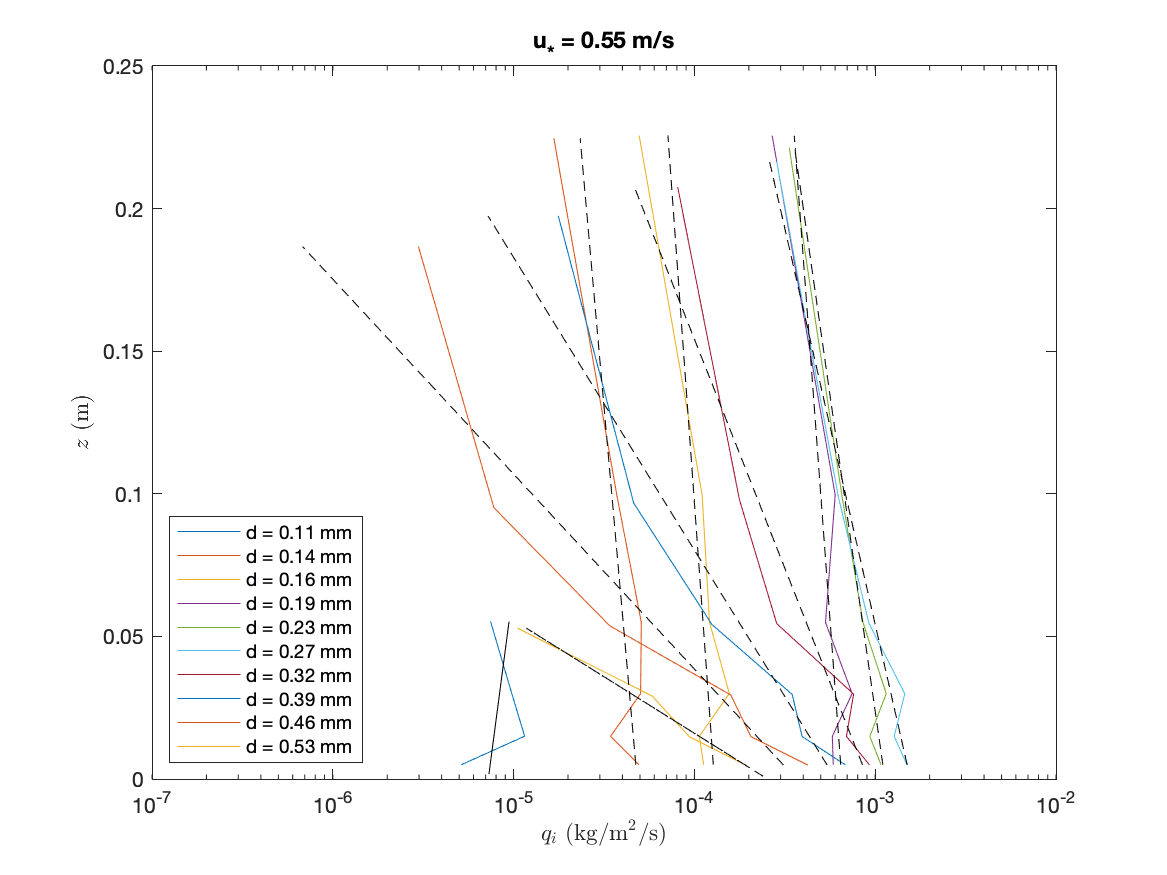 u* = 0.55 m/s
0.25
0.2
0.15
0.1
0.05
0
z (m)
d = 0.11 mm
d = 0.14 mm
d = 0.16 mm
d = 0.19 mm
d = 0.23 mm
d = 0.27 mm
d = 0.32 mm
d = 0.39 mm
d = 0.46 mm
d = 0.53 mm
10-7 10-6 10-5 10-4 10-3 10-2
qi (kg/m2/s)